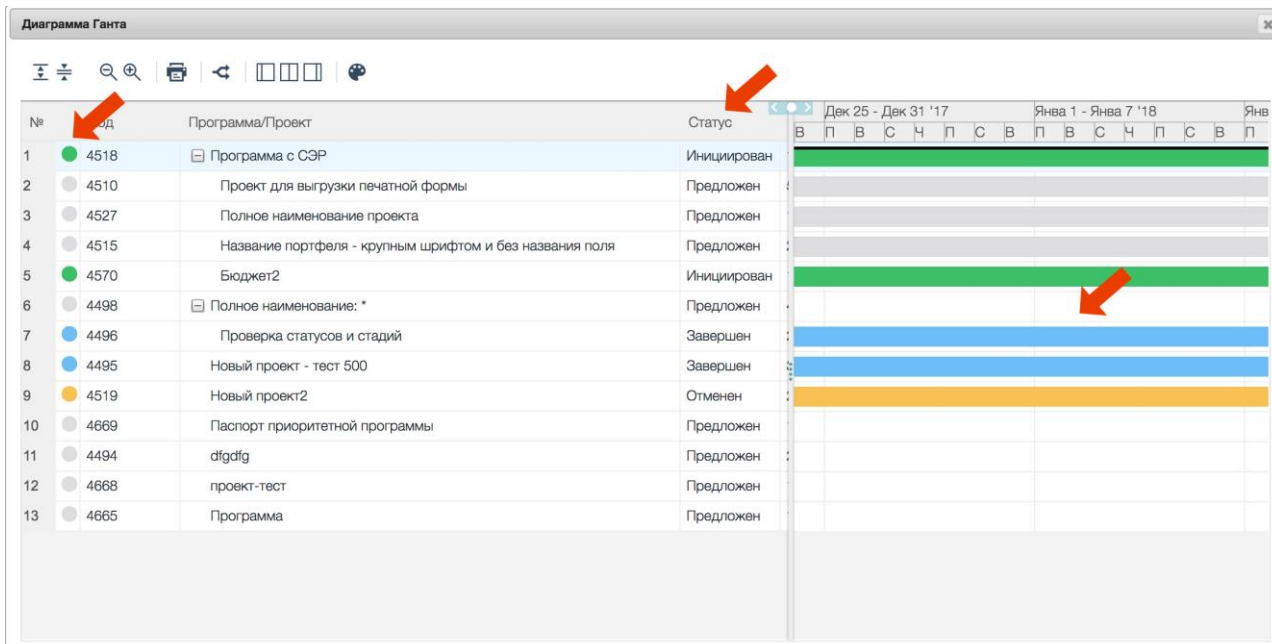 Диаграмма Ганта
Дек 25 - Дек 31 '17 Янва 1 - Янва 7 '18 Янв
№ Программа/Проект Статус
В П В С Ч П С В П В С Ч П С В П
1 4518 Программа с СЭР Инициирован
2 4510 Проект для выгрузки печатной формы Предложен
3 4527 Полное наименование проекта Предложен
4 4515 Название портфеля - крупным шрифтом и без названия поля Предложен
5 4570 Бюджет2 Инициирован
6 4498 Полное наименование: * Предложен
7 4496 Проверка статусов и стадий Завершен
8 4495 Новый проект - тест 500 Завершен
9 4519 Новый проект2 Отменен
10 4669 Паспорт приоритетной программы Предложен
11 4494 dfgdfg Предложен
12 4668 проект-тест Предложен
13 4665 Программа Предложен